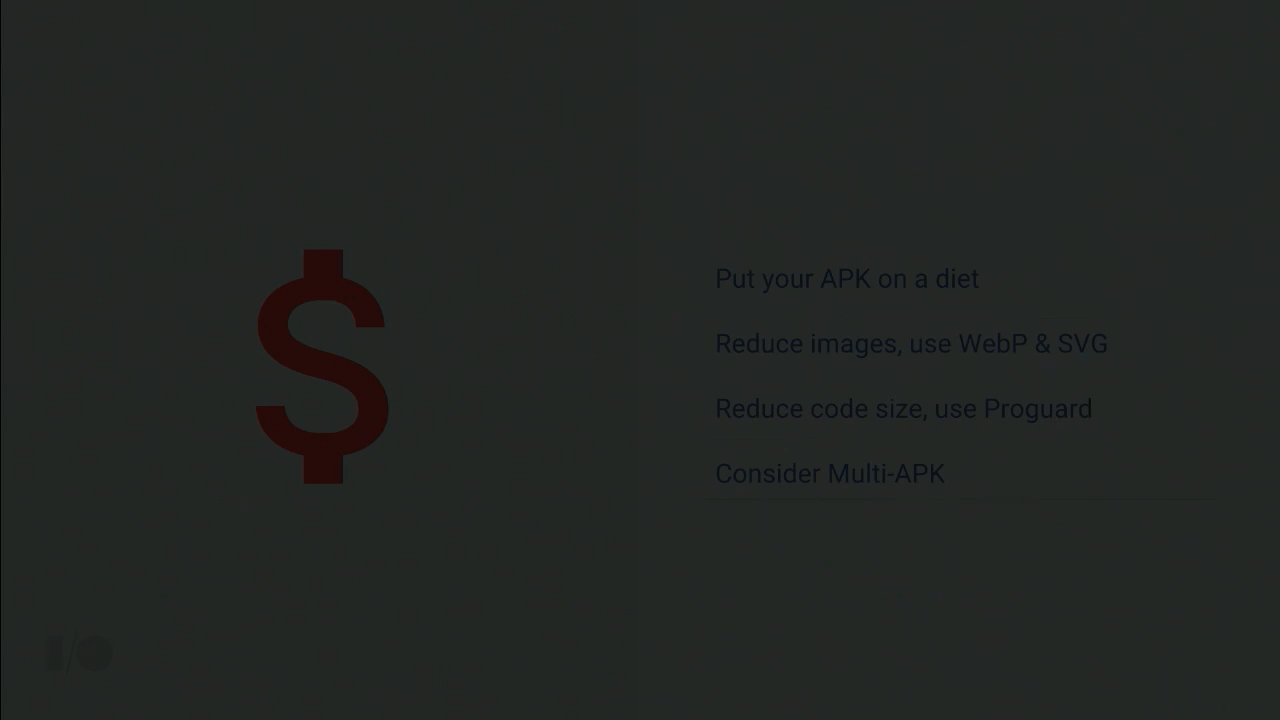 $
Put your APK on a diet
Reduce images, use WebP & SVG
Reduce code size, use Proguard
Consider Multi-APK
I/O